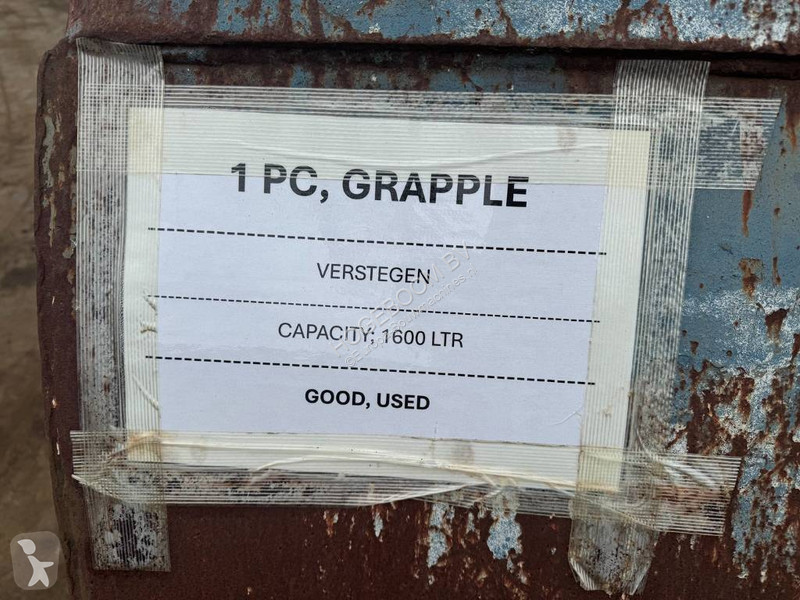 1 PC, GRAPPLE
VERSTEGEN
CAPACITY; 1600 LTR
GOOD, USED